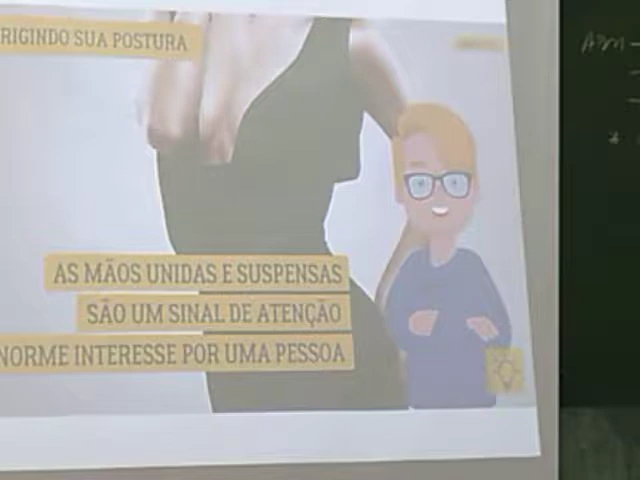 RIGINDO SUA POSTURA
AS MÃOS UNIDAS E SUSPENSAS
SÃO UM SINAL DE ATENÇÃO
NORME INTERESSE POR UMA PESSOA